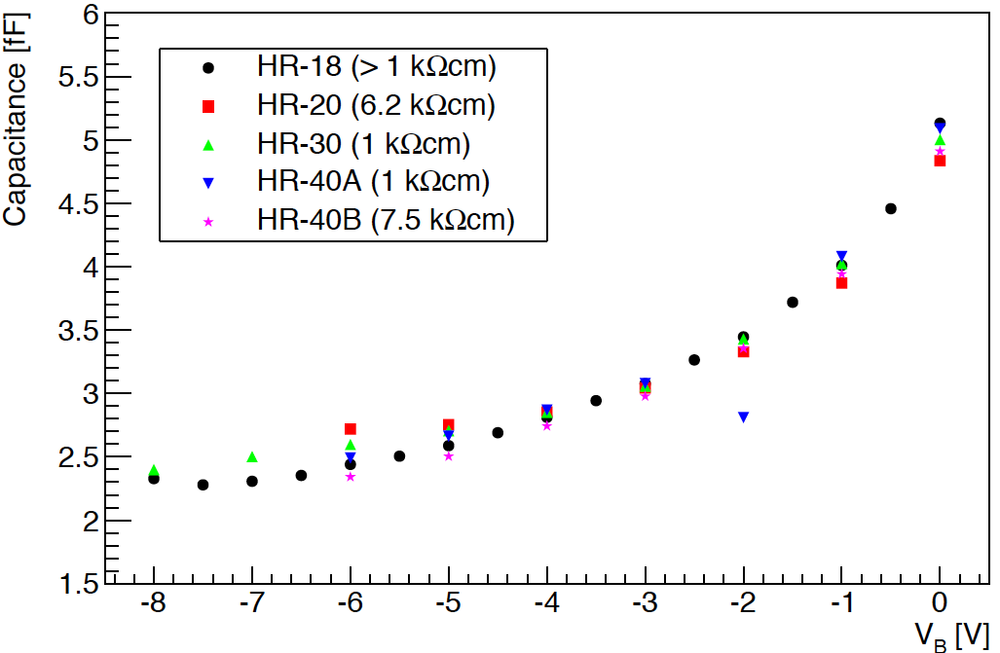 Capacitance [fF]
6
5.5
5
4.5
4
3.5
3
2.5
2
1.5
HR-18 (> 1 kΩcm)
HR-20 (6.2 kΩcm)
HR-30 (1 kΩcm)
HR-40A (1 kΩcm)
HR-40B (7.5 kΩcm)
-8 -7 -6 -5 -4 -3 -2 -1 0
V_B [V]